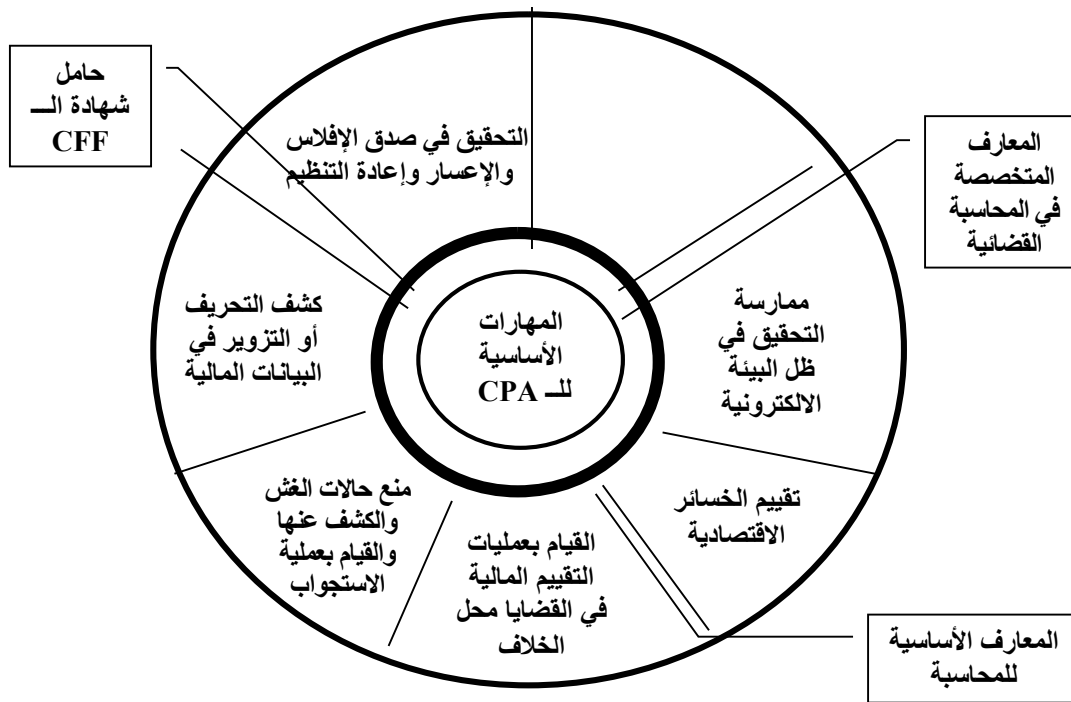 حامل
شهادة الـــ
CFF
التحقيق في صدق الإفلاس
والإعسار وإعادة التنظيم
المعارف
المتخصصة
في المحاسبة
القضائية
كشف التحريف
أو التزوير في
البيانات المالية
المهارات
الأساسية
للـــ CPA
ممارسة
التحقيق في
ظل البيئة
الالكترونية
منع حالات الغش
والكشف عنها
والقيام بعملية
الاستجواب
القيام بعمليات
التقييم المالية
في القضايا محل
الخلاف
تقييم الخسائر
الاقتصادية
المعارف الأساسية
للمحاسبة